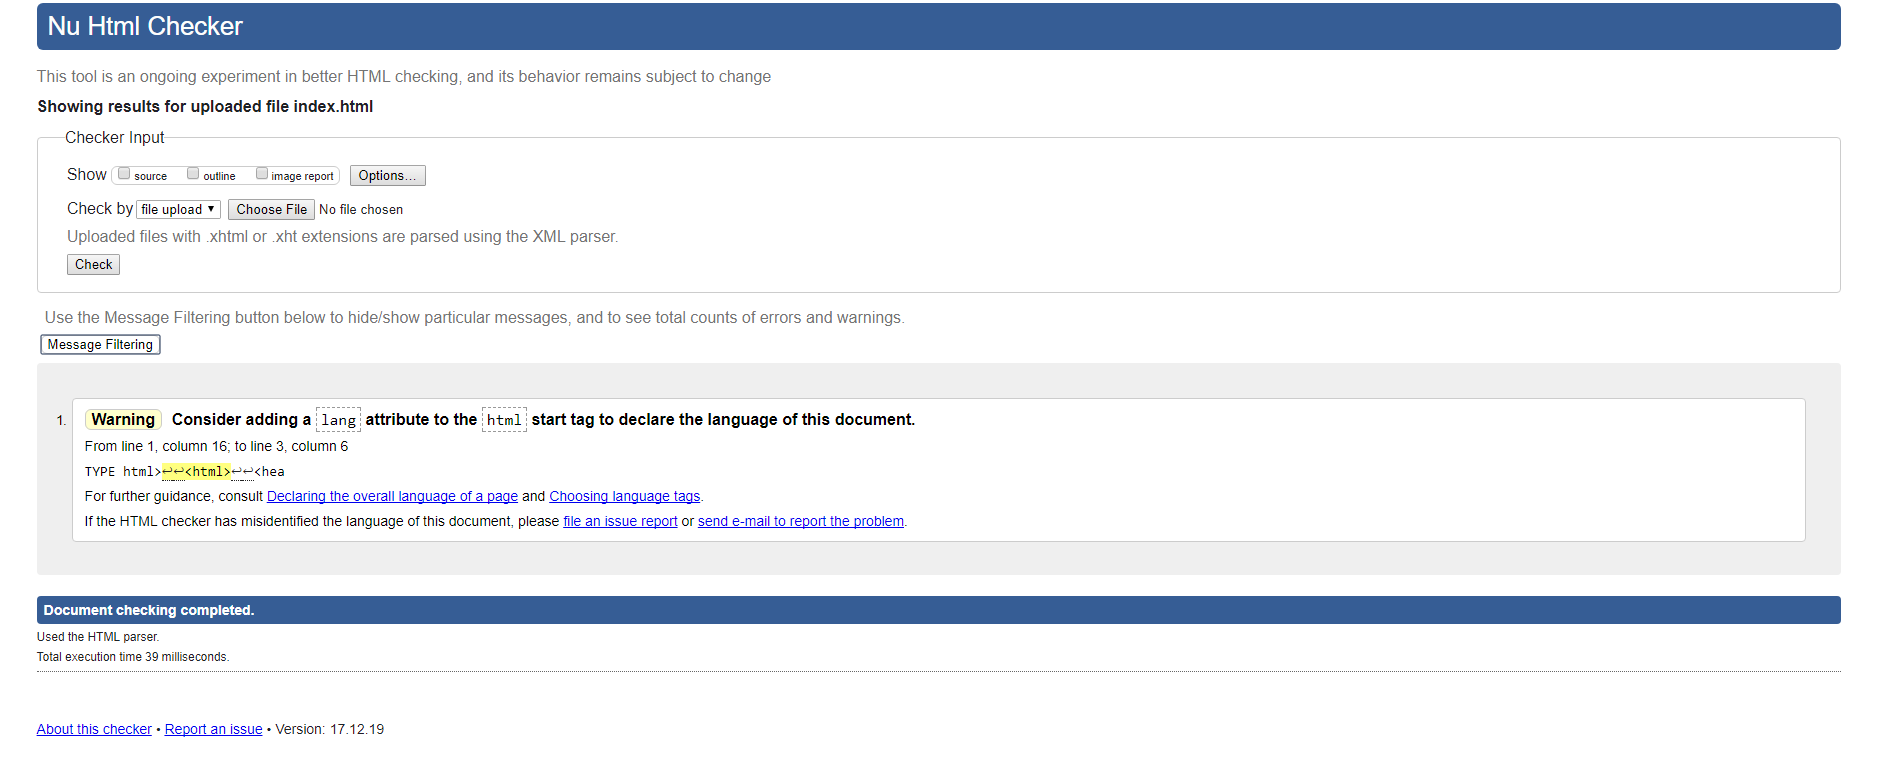 Nu Html Checker
This tool is an ongoing experiment in better HTML checking, and its behavior remains subject to change
Showing results for uploaded file index.html
Checker Input
Show source outline image report Options...
Check by file upload ▼ Choose File No file chosen
Uploaded files with .xhtml or .xht extensions are parsed using the XML parser.
Check
Use the Message Filtering button below to hide/show particular messages, and to see total counts of errors and warnings.
Message Filtering
1. Warning Consider adding a lang attribute to the html start tag to declare the language of this document.
From line 1, column 16; to line 3, column 6
TYPE html>↩↩<html>↩↩<hea
For further guidance, consult Declaring the overall language of a page and Choosing language tags.
If the HTML checker has misidentified the language of this document, please file an issue report or send e-mail to report the problem.
Document checking completed.
Used the HTML parser.
Total execution time 39 milliseconds.
About this checker • Report an issue • Version: 17.12.19